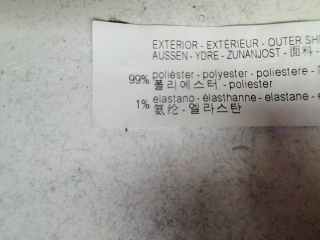 EXTERIOR - EXTÉRIEUR - OUTER SH
AUSSEN - YDRE - ZUNANJOST - 面料 -
99% poliéster - polyester - poliestere -
폴리에스터 - poliester
1% elastano - élasthanne - elastane -
氨纶 - 엘라스탄